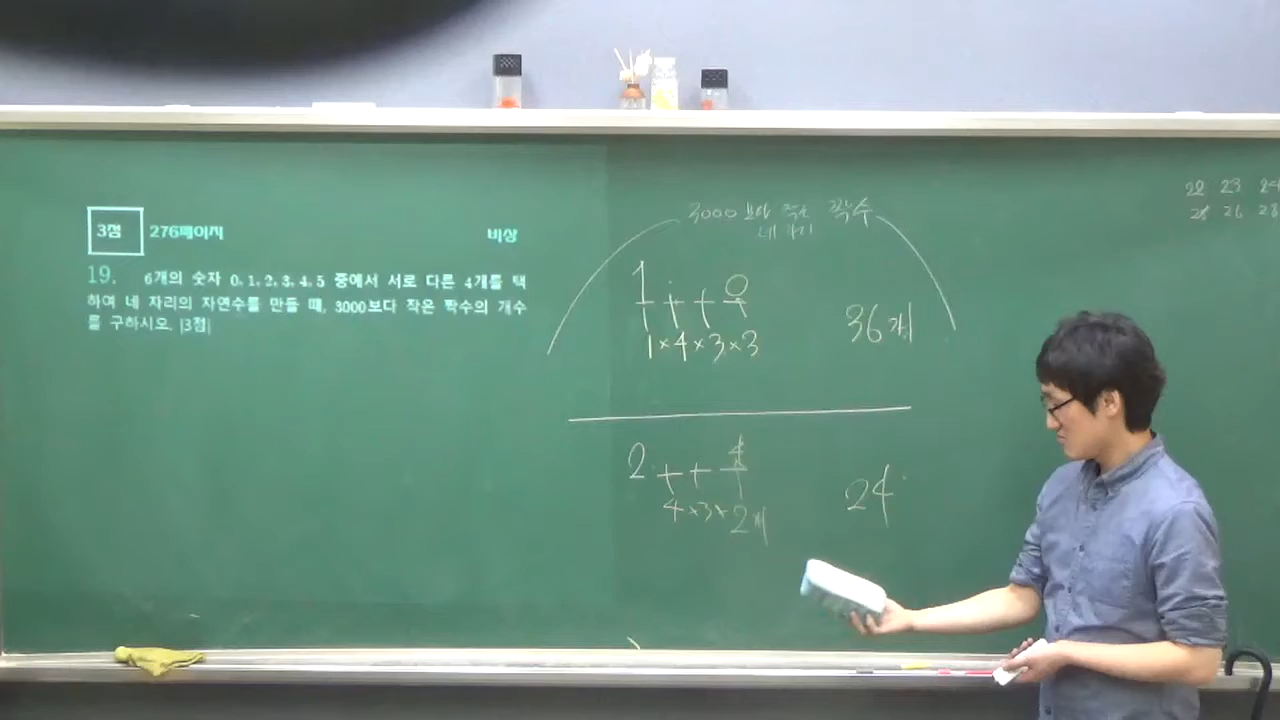 3점 276페이지 비상
19. 6개의 숫자 0, 1, 2, 3, 4, 5 중에서 서로 다른 4개를 택
하여 네 자리의 자연수를 만들 때, 3000보다 작은 짝수의 개수
를 구하시오. [3점]
3000보다 작은 짝수
네 자리
1 0
1×4×3×3 36개
2 4
4×3×2개 24
22 23 24
26 28